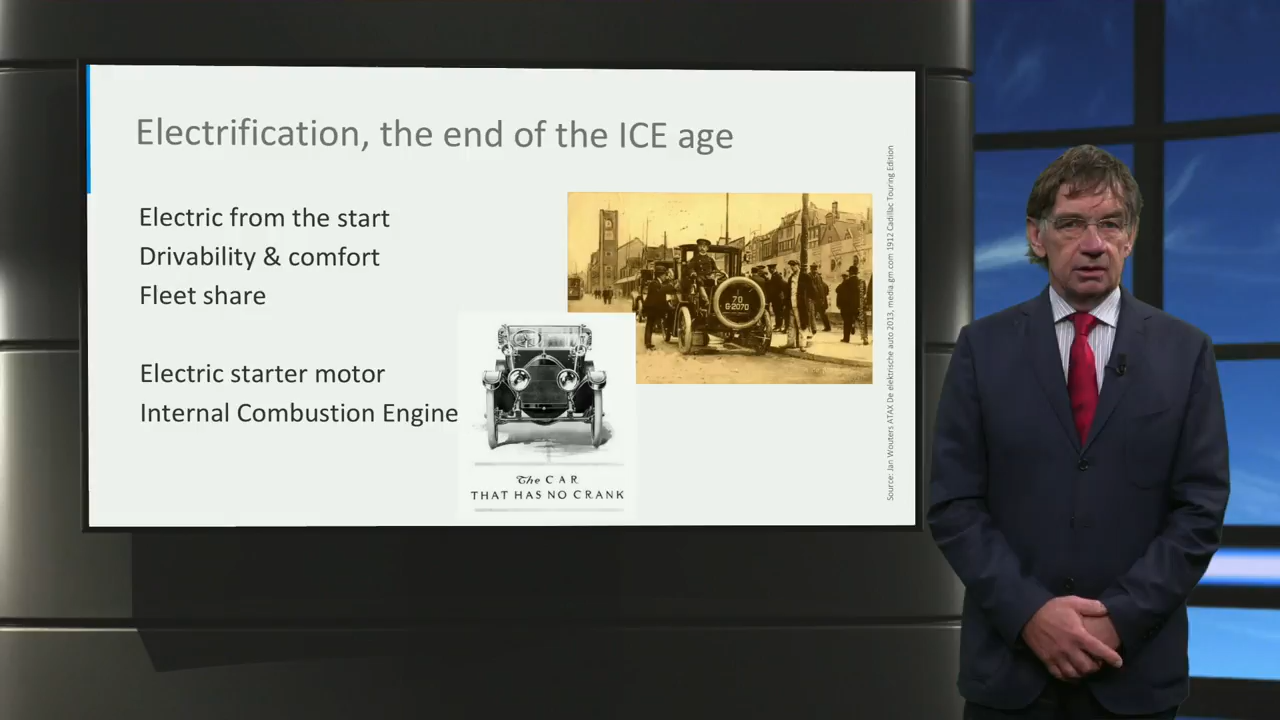 Electrification, the end of the ICE age
Electric from the start
Drivability & comfort
Fleet share
Electric starter motor
Internal Combustion Engine
70
G-2070
The CAR
THAT HAS NO CRANK
Source: Jan Wouters ATAX De elektrische auto 2013, media.gm.com 1912 Cadillac Touring Edition